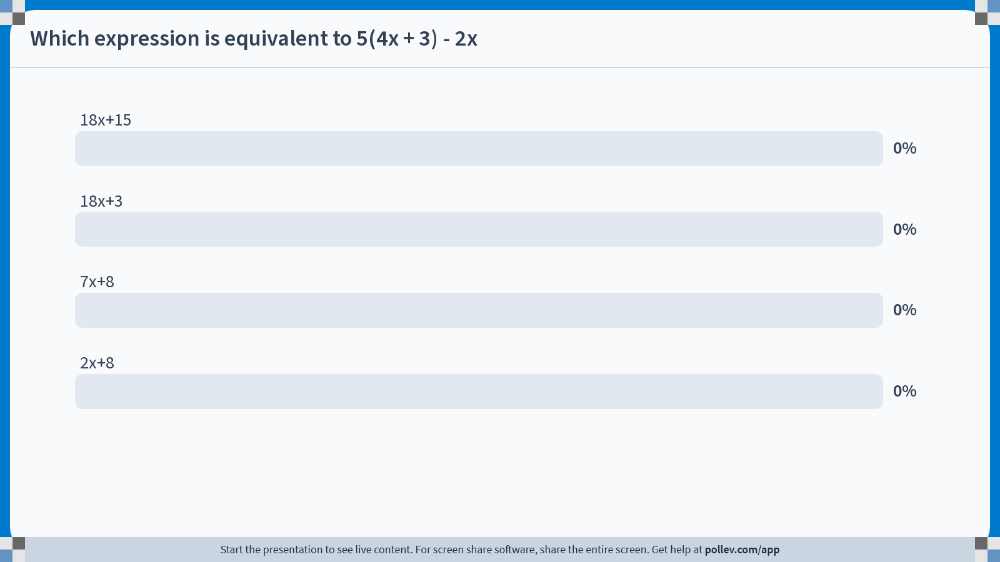 Which expression is equivalent to 5(4x + 3) - 2x
18x+15
0%
18x+3
0%
7x+8
0%
2x+8
0%
Start the presentation to see live content. For screen share software, share the entire screen. Get help at pollev.com/app